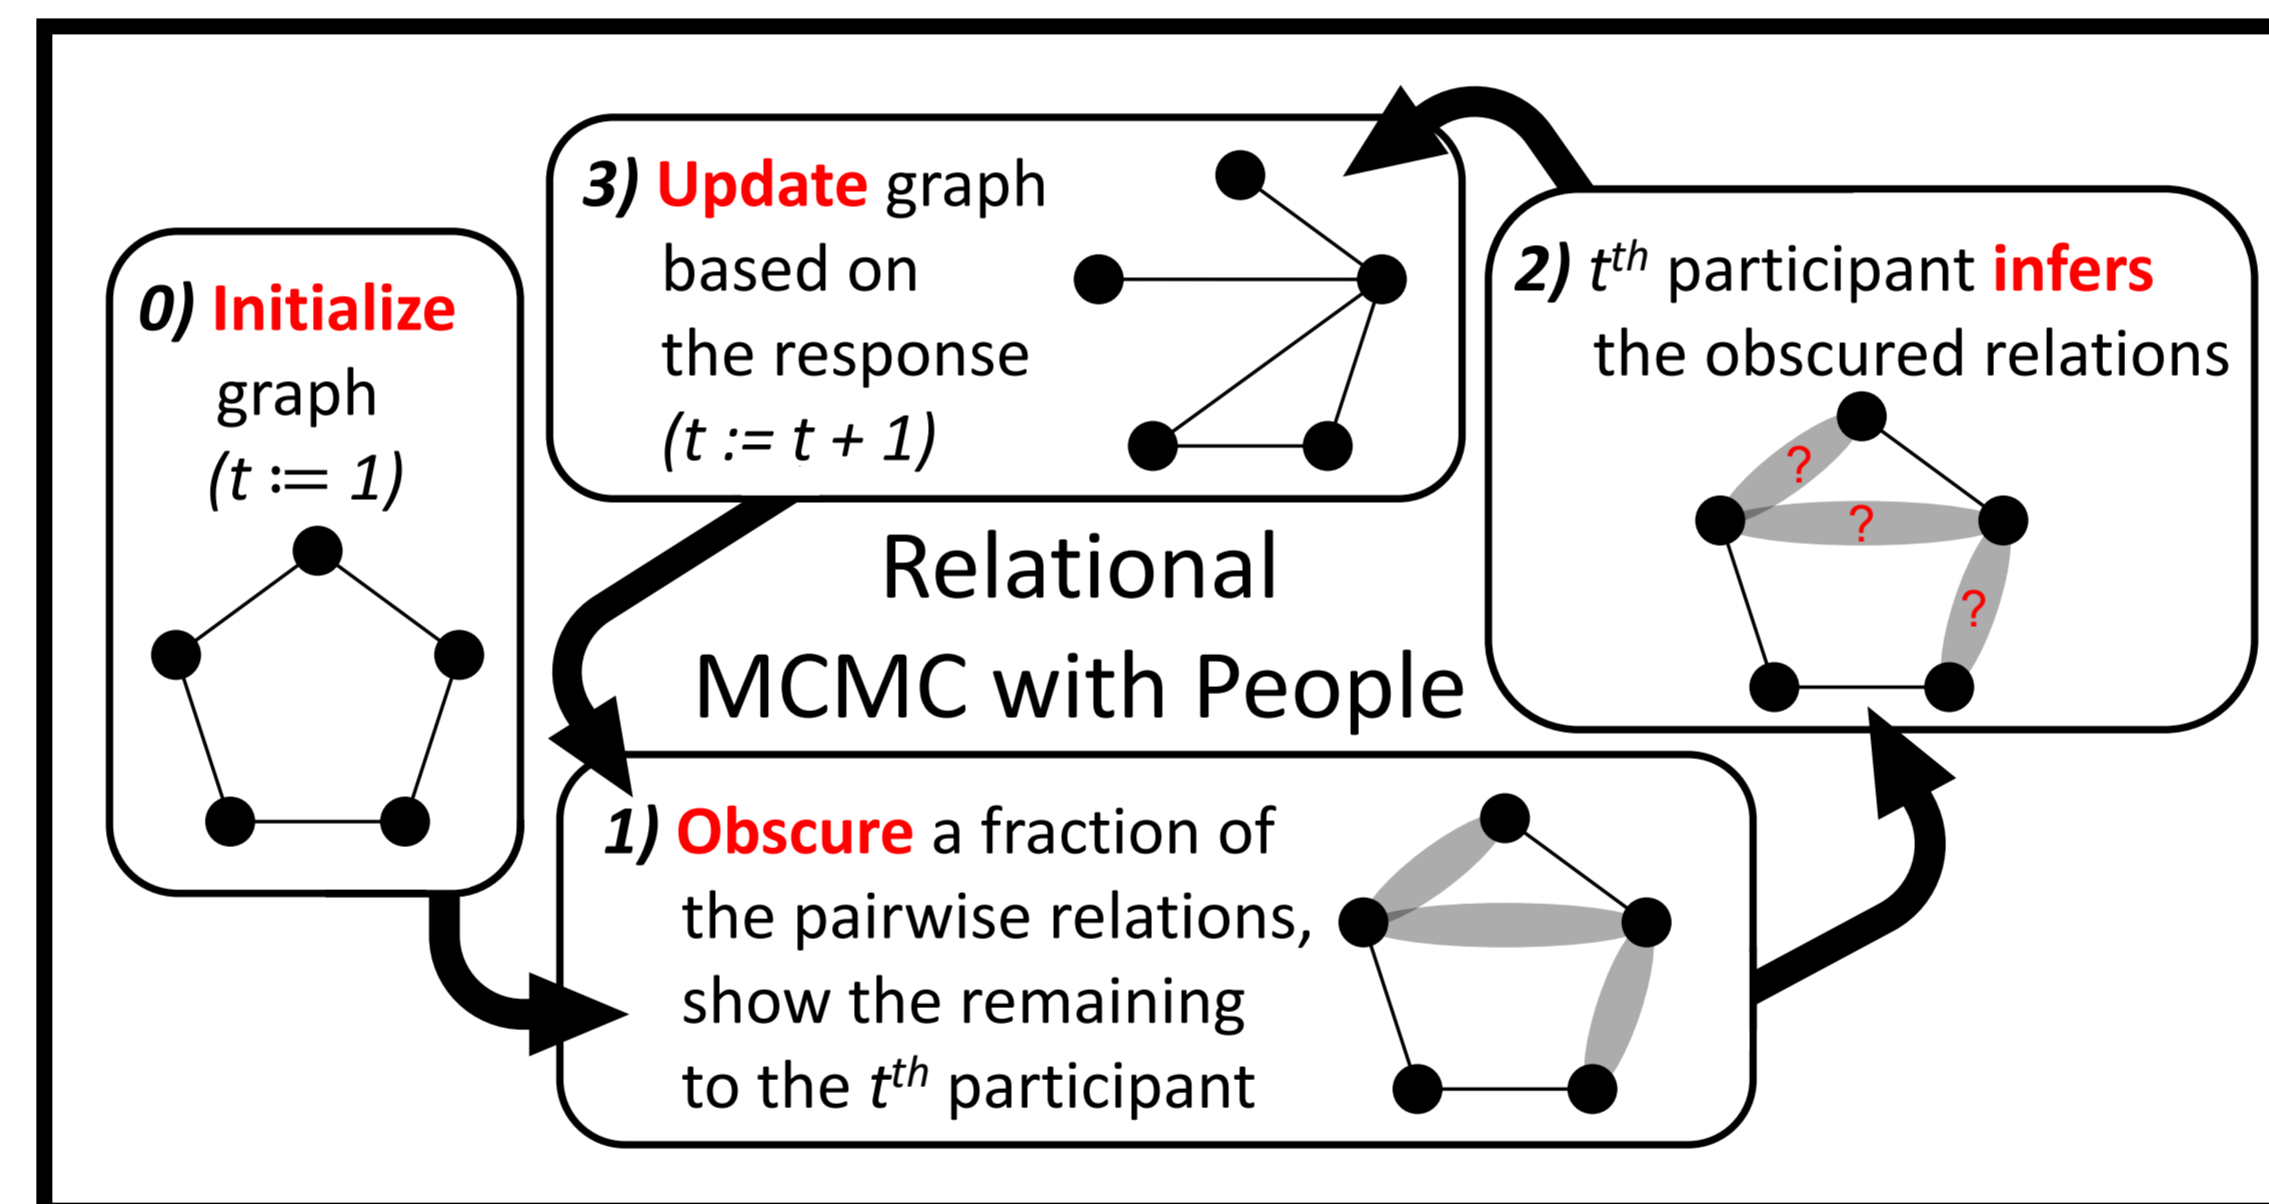 0) Initialize
graph
(t := 1)
3) Update graph
based on
the response
(t := t + 1)
2) tth participant infers
the obscured relations
?
?
?
Relational
MCMC with People
1) Obscure a fraction of
the pairwise relations,
show the remaining
to the tth participant